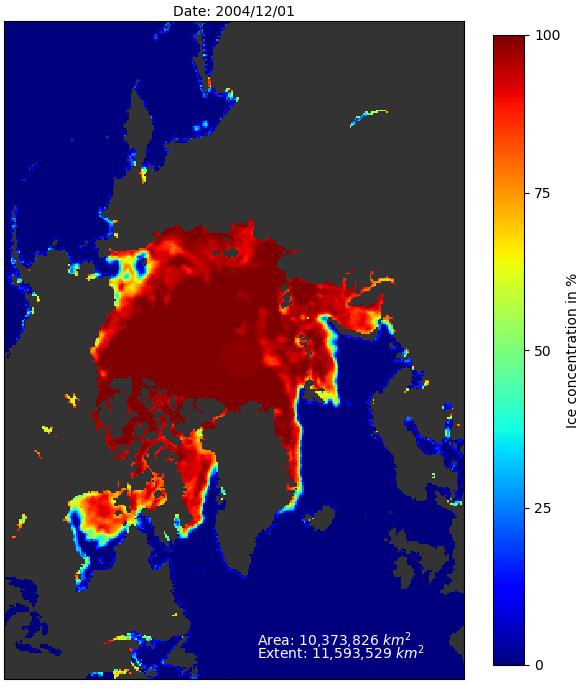 Date: 2004/12/01
100
75
50
25
0
Ice concentration in %
Area: 10,373,826 km²
Extent: 11,593,529 km²